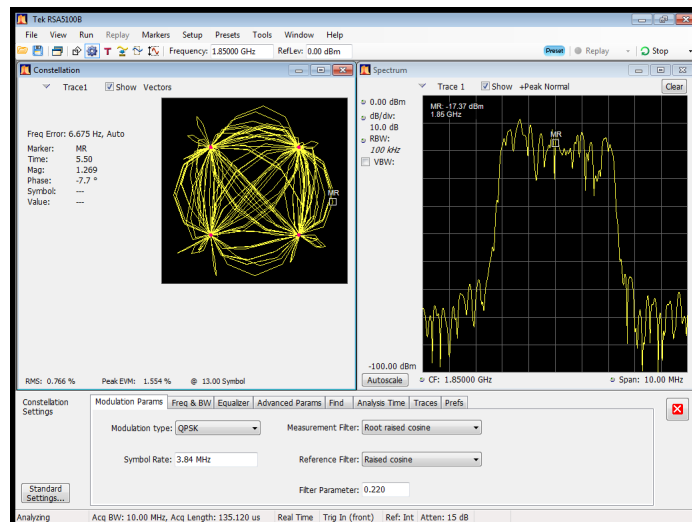 Tek RSA5100B
File View Run Replay Markers Setup Presets Tools Window Help
T Frequency: 1.85000 GHz RefLev: 0.00 dBm Preset Replay Stop
Constellation
Trace1 Show Vectors
Freq Error: 6.675 Hz, Auto
Marker: MR
Time: 5.50
Mag: 1.269
Phase: -7.7 °
Symbol: ---
Value: ---
MR
RMS: 0.766 % Peak EVM: 1.554 % @ 13.00 Symbol
Spectrum
Trace 1 Show +Peak Normal Clear
0.00 dBm
dB/div:
10.0 dB
RBW:
100 kHz
VBW:
MR: -17.37 dBm
1.85 GHz
MR
-100.00 dBm
Autoscale CF: 1.85000 GHz Span: 10.00 MHz
Constellation
Settings
Modulation Params Freq & BW Equalizer Advanced Params Find Analysis Time Traces Prefs
Modulation type: QPSK Measurement Filter: Root raised cosine
Symbol Rate: 3.84 MHz Reference Filter: Raised cosine
Filter Parameter: 0.220
Standard
Settings...
Analyzing Acq BW: 10.00 MHz, Acq Length: 135.120 us Real Time Trig In (front) Ref: Int Atten: 15 dB